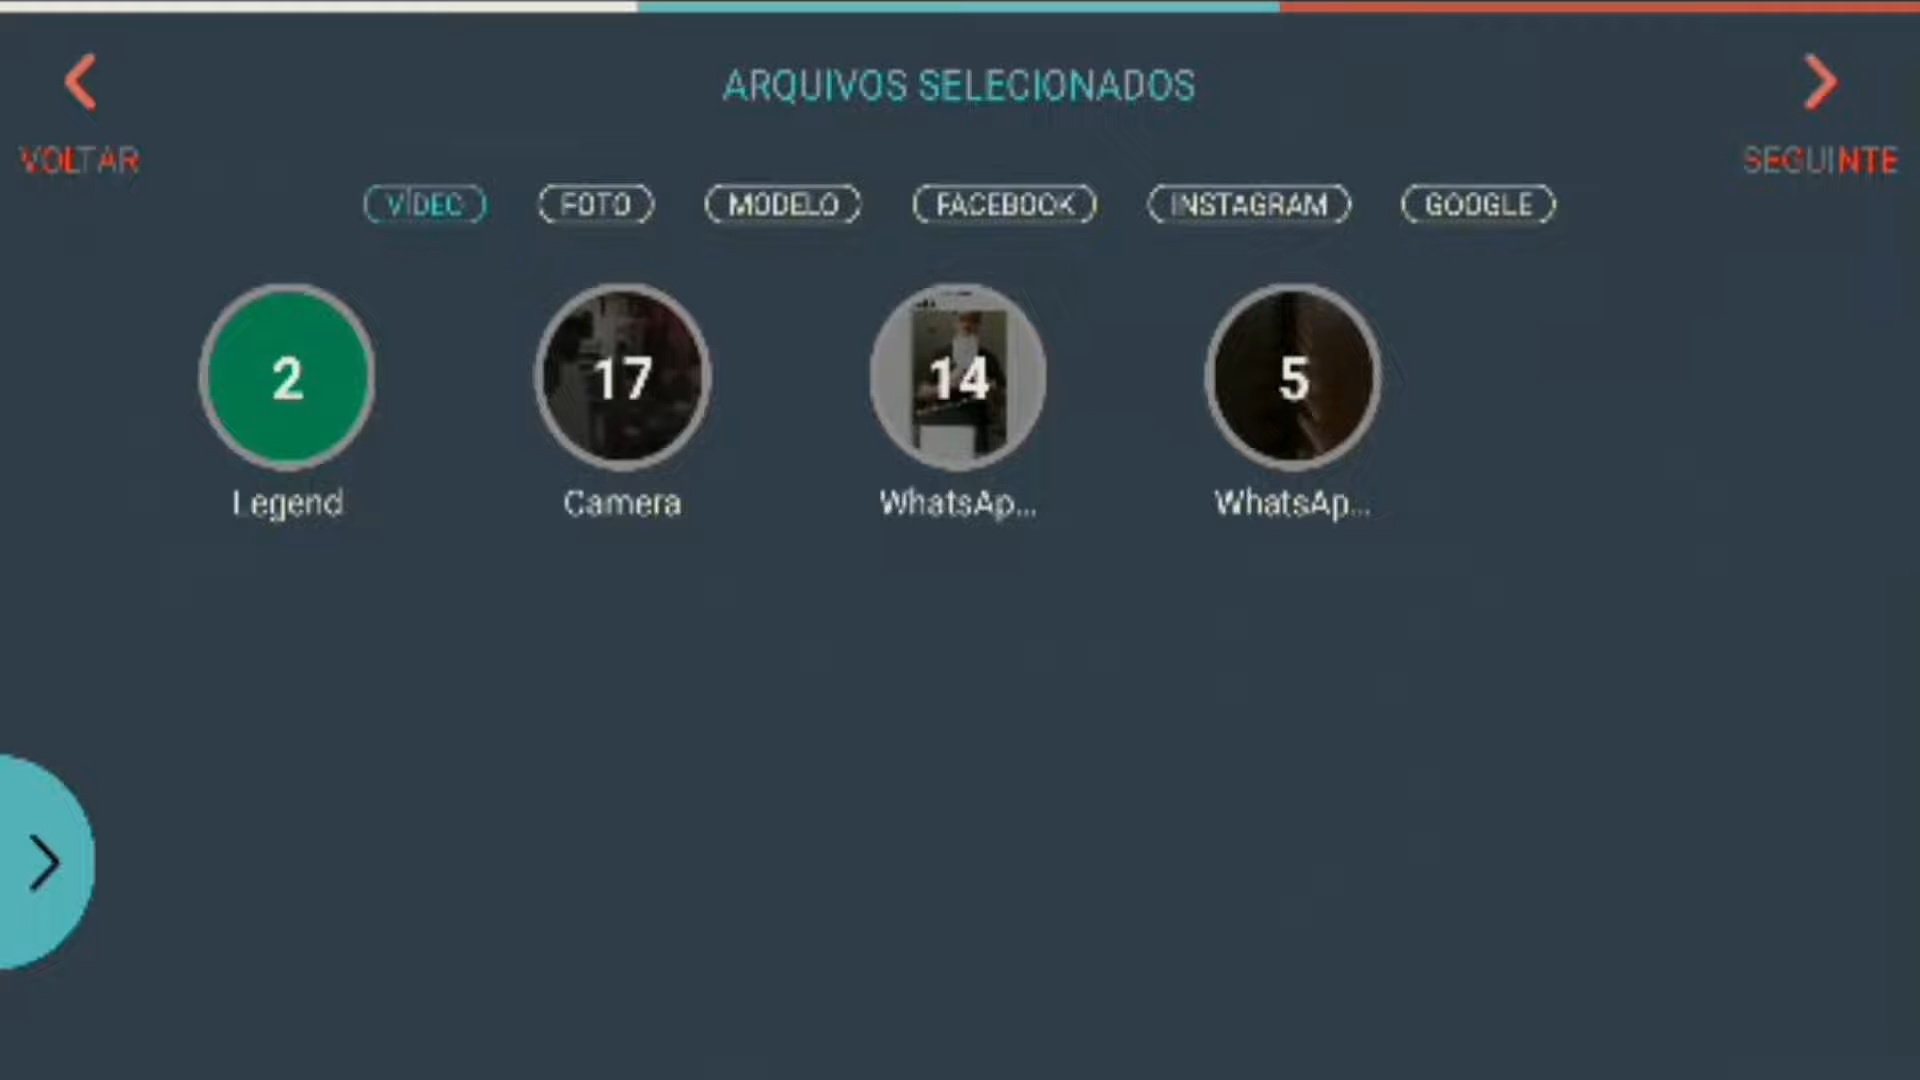 ARQUIVOS SELECIONADOS
VOLTAR
SEGUINTE
VÍDEO FOTO MODELO FACEBOOK INSTAGRAM GOOGLE
2 17 14 5
Legend Camera WhatsAp... WhatsAp...